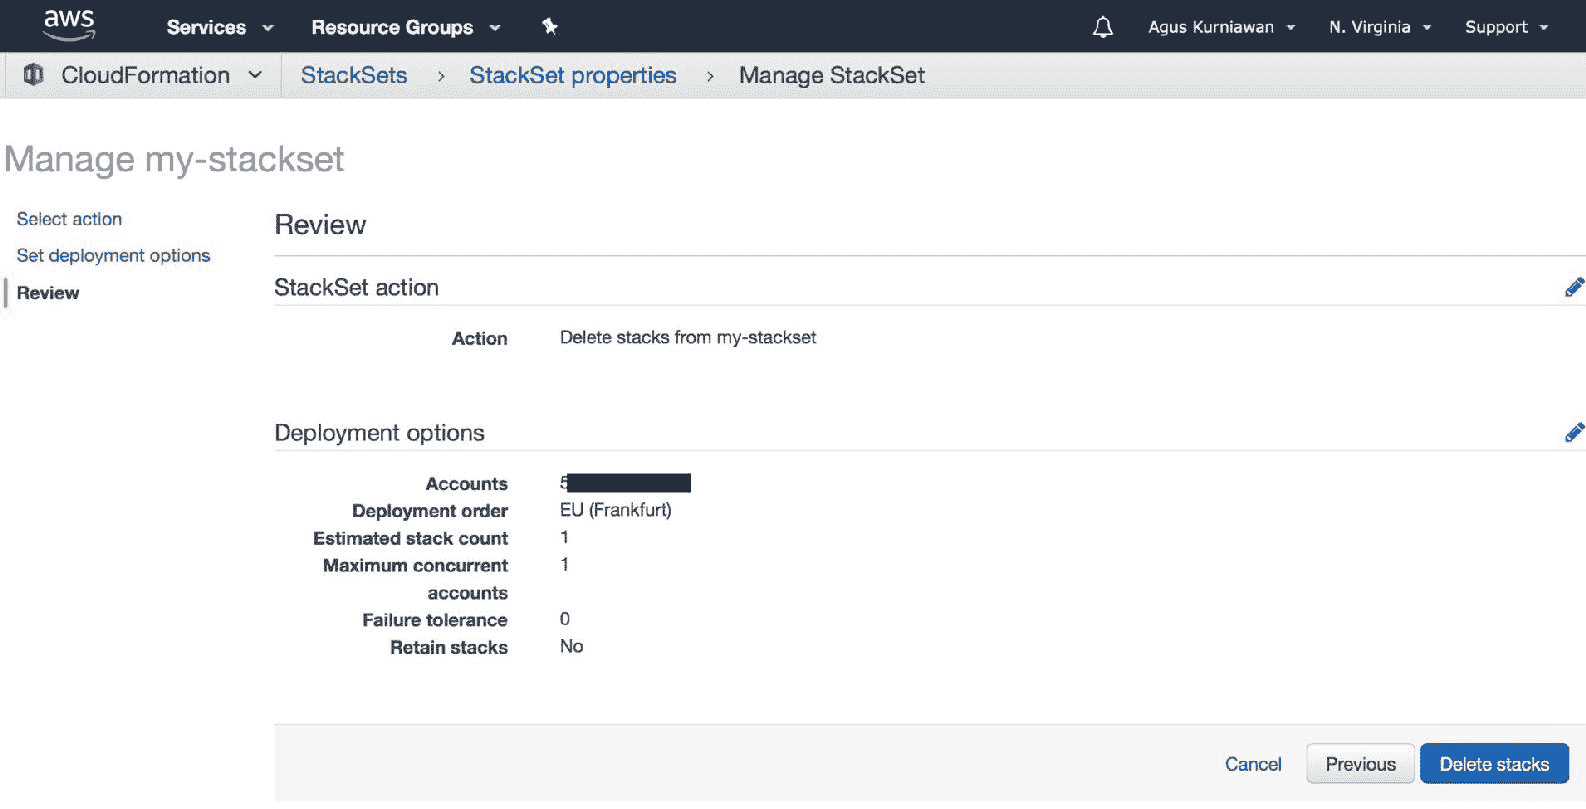 aws Services Resource Groups Agus Kurniawan N. Virginia Support
CloudFormation StackSets > StackSet properties > Manage StackSet
Manage my-stackset
Select action
Set deployment options
Review
Review
StackSet action
Action Delete stacks from my-stackset
Deployment options
Accounts 5
Deployment order EU (Frankfurt)
Estimated stack count 1
Maximum concurrent 1
accounts
Failure tolerance 0
Retain stacks No
Cancel Previous Delete stacks